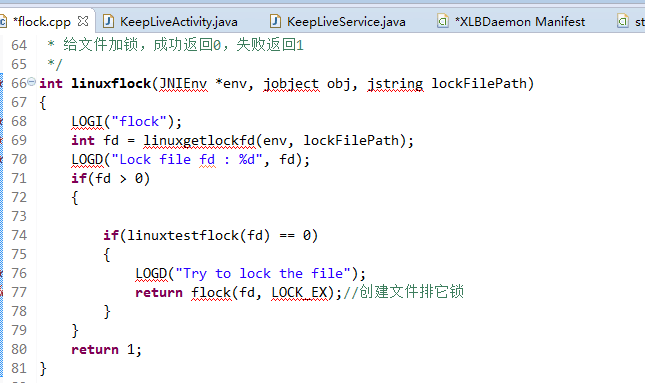 *flock.cpp KeepLiveActivity.java KeepLiveService.java *XLBDaemon Manifest st
64 * 给文件加锁，成功返回0，失败返回1
65 */
66 int linuxflock(JNIEnv *env, jobject obj, jstring lockFilePath)
67 {
68 LOGI("flock");
69 int fd = linuxgetlockfd(env, lockFilePath);
70 LOGD("Lock file fd : %d", fd);
71 if(fd > 0)
72 {
73
74 if(linuxtestflock(fd) == 0)
75 {
76 LOGD("Try to lock the file");
77 return flock(fd, LOCK_EX);//创建文件排它锁
78 }
79 }
80 return 1;
81 }